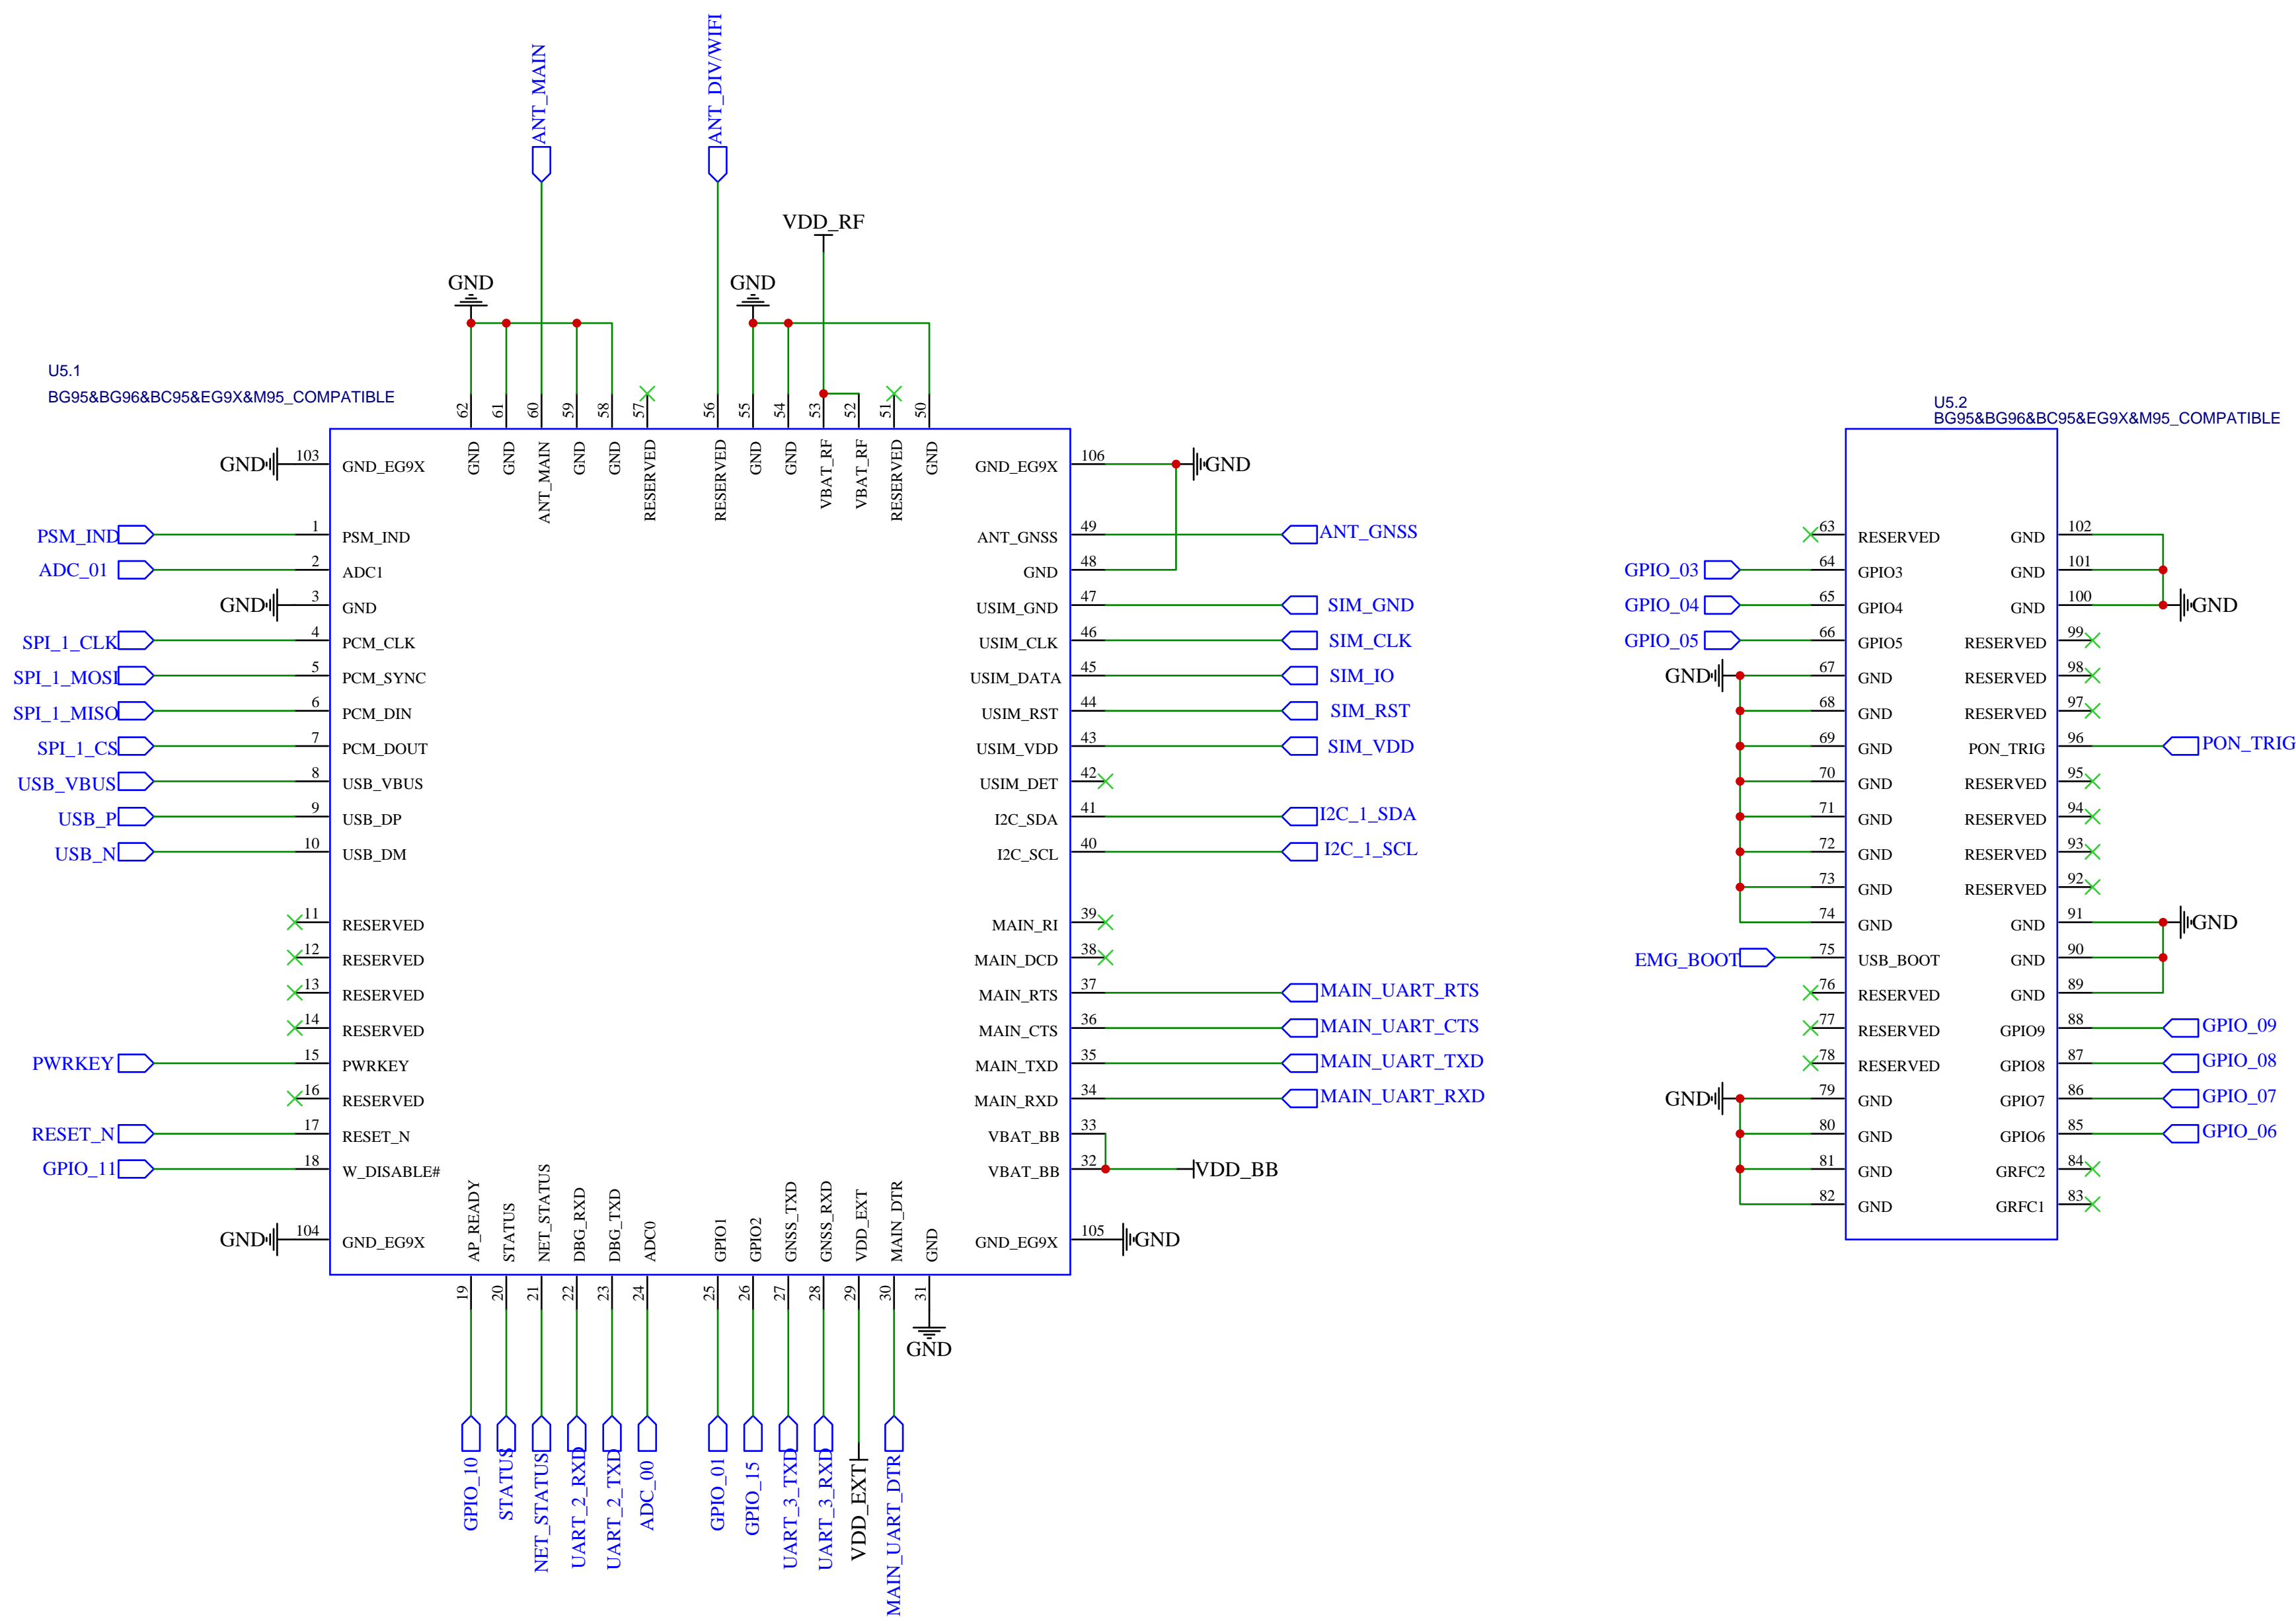 ANT_MAIN
ANT_DIV/WIFI
VDD_RF
GND
GND
U5.1
BG95&BG96&BC95&EG9X&M95_COMPATIBLE
62
61
60
59
58
57
56
55
54
53
52
51
50
GND
GND
ANT_MAIN
GND
GND
RESERVED
RESERVED
GND
GND
VBAT_RF
VBAT_RF
RESERVED
GND
GND 103 GND_EG9X
PSM_IND 1 PSM_IND
ADC_01 2 ADC1
GND 3 GND
SPI_1_CLK 4 PCM_CLK
SPI_1_MOSI 5 PCM_SYNC
SPI_1_MISO 6 PCM_DIN
SPI_1_CS 7 PCM_DOUT
USB_VBUS 8 USB_VBUS
USB_P 9 USB_DP
USB_N 10 USB_DM
11 RESERVED
12 RESERVED
13 RESERVED
14 RESERVED
PWRKEY 15 PWRKEY
16 RESERVED
RESET_N 17 RESET_N
GPIO_11 18 W_DISABLE#
GND 104 GND_EG9X
GND_EG9X 106 GND
ANT_GNSS 49 ANT_GNSS
GND 48
USIM_GND 47 SIM_GND
USIM_CLK 46 SIM_CLK
USIM_DATA 45 SIM_IO
USIM_RST 44 SIM_RST
USIM_VDD 43 SIM_VDD
USIM_DET 42
I2C_SDA 41 I2C_1_SDA
I2C_SCL 40 I2C_1_SCL
MAIN_RI 39
MAIN_DCD 38
MAIN_RTS 37 MAIN_UART_RTS
MAIN_CTS 36 MAIN_UART_CTS
MAIN_TXD 35 MAIN_UART_TXD
MAIN_RXD 34 MAIN_UART_RXD
VBAT_BB 33
VBAT_BB 32 VDD_BB
GND_EG9X 105 GND
AP_READY
STATUS
NET_STATUS
DBG_RXD
DBG_TXD
ADC0
GPIO1
GPIO2
GNSS_TXD
GNSS_RXD
VDD_EXT
MAIN_DTR
GND
19
20
21
22
23
24
25
26
27
28
29
30
31
GND
GPIO_10
STATUS
NET_STATUS
UART_2_RXD
UART_2_TXD
ADC_00
GPIO_01
GPIO_15
UART_3_TXD
UART_3_RXD
VDD_EXT
MAIN_UART_DTR
U5.2
BG95&BG96&BC95&EG9X&M95_COMPATIBLE
63 RESERVED
GPIO_03 64 GPIO3
GPIO_04 65 GPIO4
GPIO_05 66 GPIO5
GND 67 GND
68 GND
69 GND
70 GND
71 GND
72 GND
73 GND
74 GND
EMG_BOOT 75 USB_BOOT
76 RESERVED
77 RESERVED
78 RESERVED
GND 79 GND
80 GND
81 GND
82 GND
GND 102
GND 101
GND 100 GND
RESERVED 99
RESERVED 98
RESERVED 97
PON_TRIG 96 PON_TRIG
RESERVED 95
RESERVED 94
RESERVED 93
RESERVED 92
GND 91 GND
GND 90
GND 89
GPIO9 88 GPIO_09
GPIO8 87 GPIO_08
GPIO7 86 GPIO_07
GPIO6 85 GPIO_06
GRFC2 84
GRFC1 83